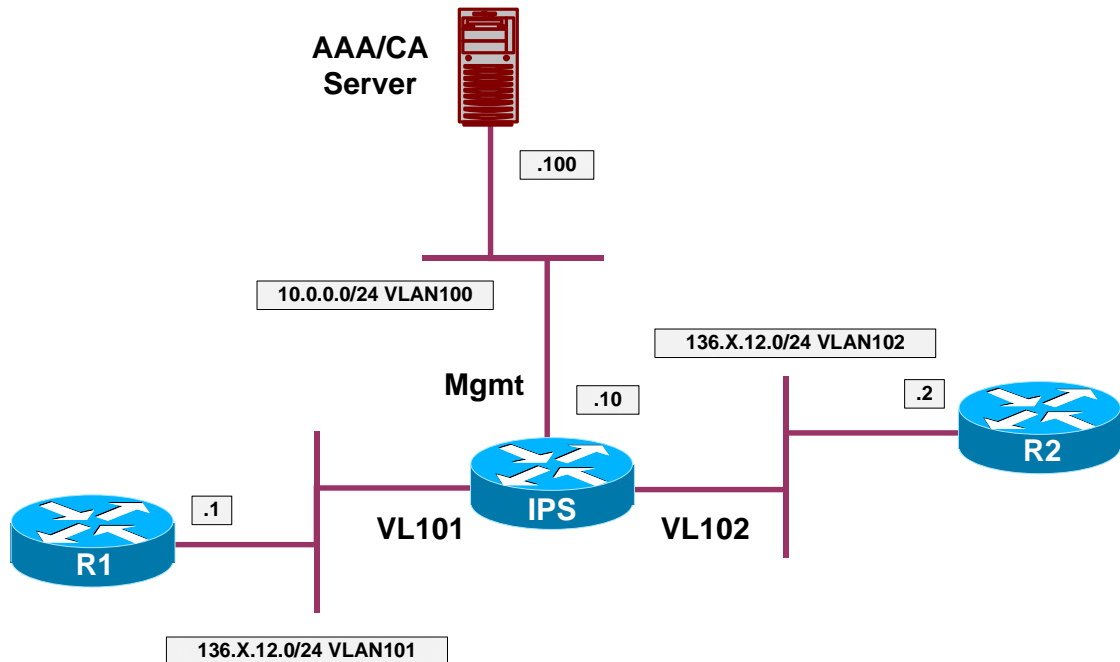 AAA/CA
Server
.100
10.0.0.0/24 VLAN100
136.X.12.0/24 VLAN102
Mgmt
.10
.2
R2
.1
IPS
VL101
VL102
R1
136.X.12.0/24 VLAN101